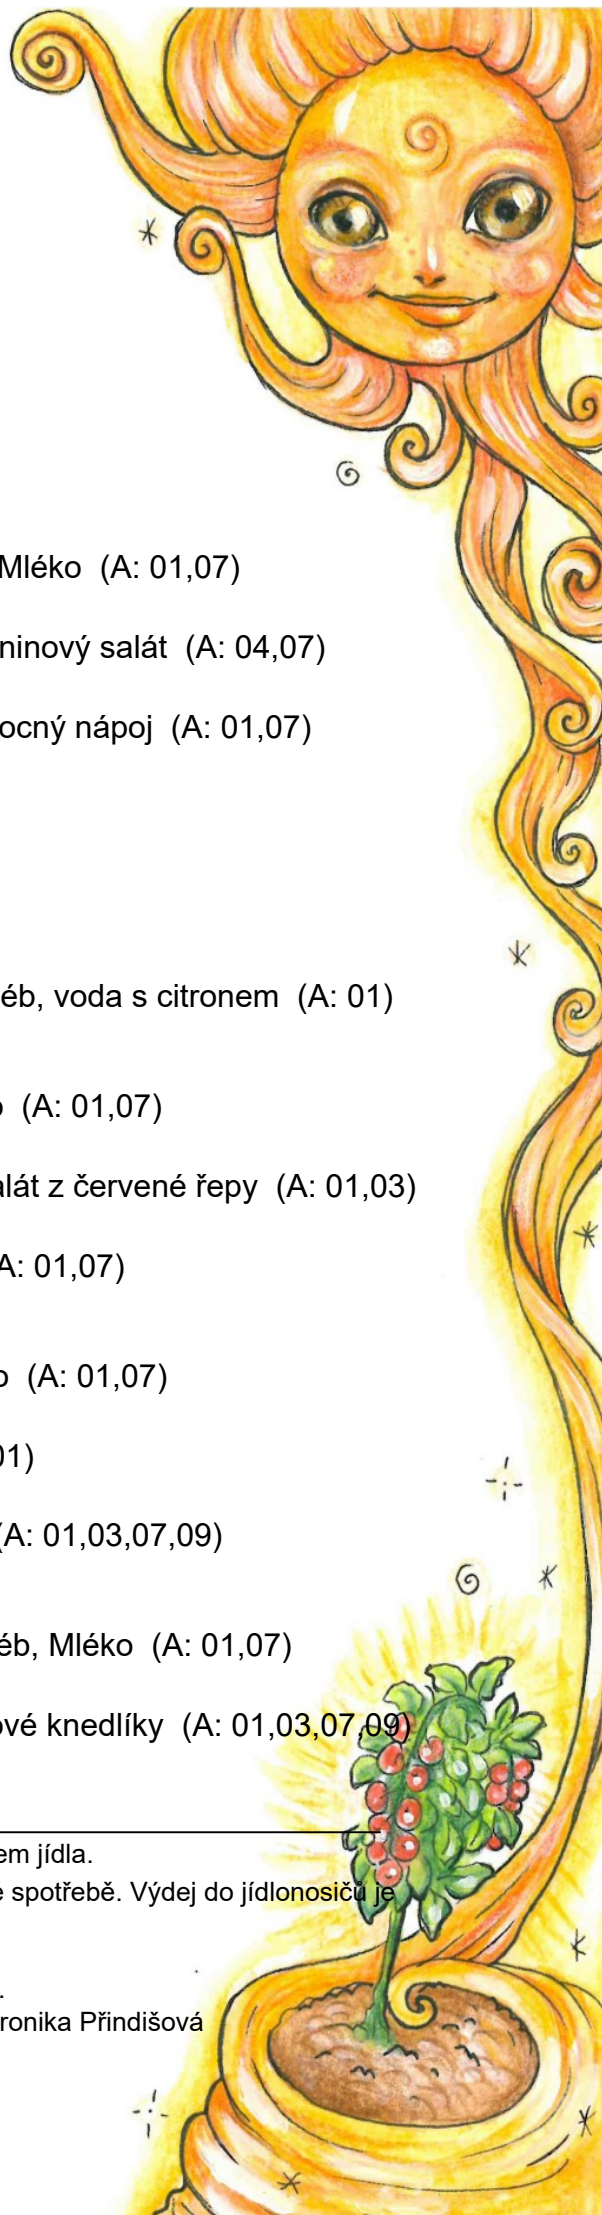 Mléko (A: 01,07)
ninový salát (A: 04,07)
ocný nápoj (A: 01,07)
éb, voda s citronem (A: 01)
o (A: 01,07)
alát z červené řepy (A: 01,03)
A: 01,07)
o (A: 01,07)
01)
(A: 01,03,07,09)
éb, Mléko (A: 01,07)
ové knedlíky (A: 01,03,07,09)
em jídla.
é spotřebě. Výdej do jídlonosičů je
.
ronika Přindišová